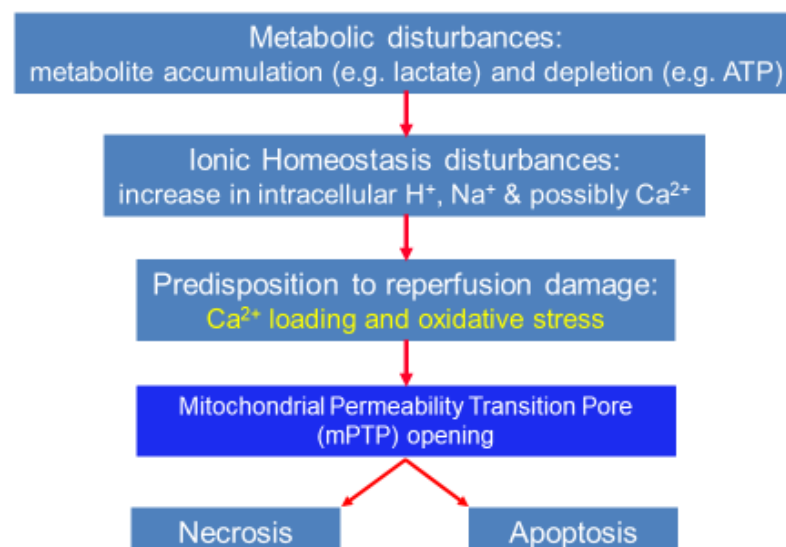 Metabolic disturbances:
metabolite accumulation (e.g. lactate) and depletion (e.g. ATP)
Ionic Homeostasis disturbances:
increase in intracellular H⁺, Na⁺ & possibly Ca²⁺
Predisposition to reperfusion damage:
Ca²⁺ loading and oxidative stress
Mitochondrial Permeability Transition Pore
(mPTP) opening
Necrosis
Apoptosis